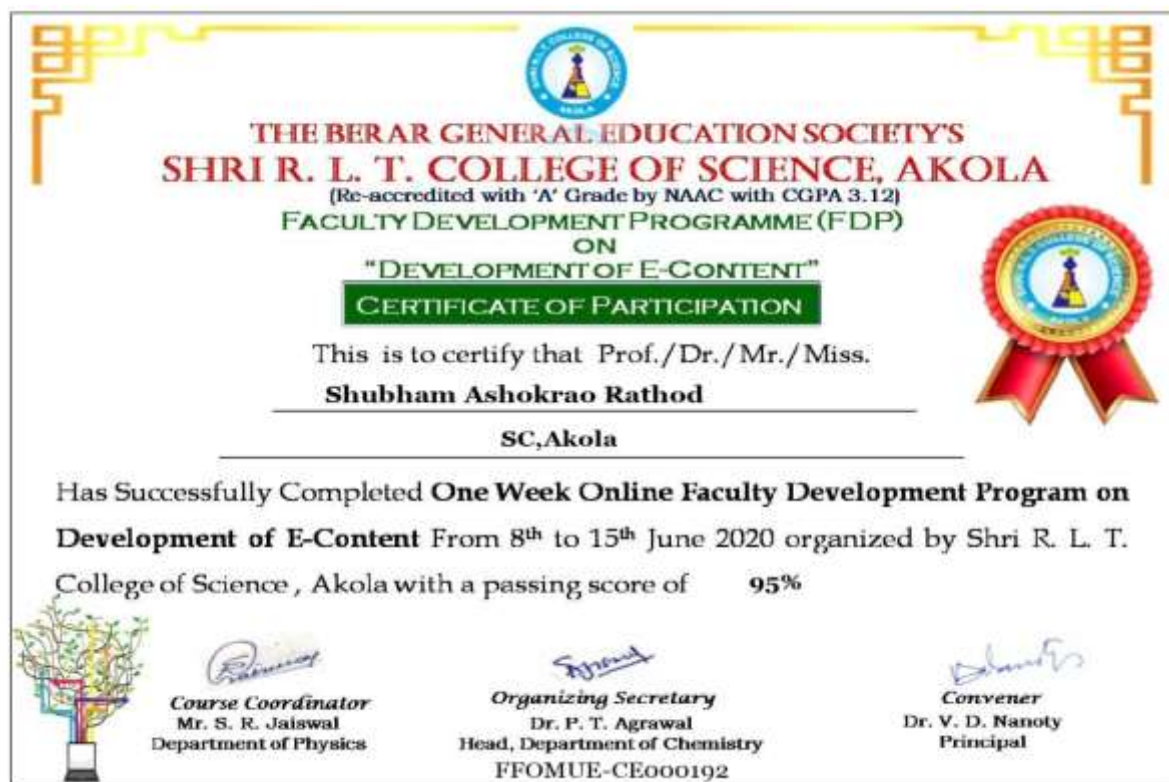 SHRI R.L.T. COLLEGE OF SCIENCE
AKOLA
THE BERAR GENERAL EDUCATION SOCIETY'S
SHRI R. L. T. COLLEGE OF SCIENCE, AKOLA
(Re-accredited with 'A' Grade by NAAC with CGPA 3.12)
FACULTY DEVELOPMENT PROGRAMME (FDP)
ON
"DEVELOPMENT OF E-CONTENT"
CERTIFICATE OF PARTICIPATION
This is to certify that Prof./Dr./Mr./Miss.
Shubham Ashokrao Rathod
SC,Akola
Has Successfully Completed One Week Online Faculty Development Program on
Development of E-Content From 8th to 15th June 2020 organized by Shri R. L. T.
College of Science , Akola with a passing score of 95%
Course Coordinator
Mr. S. R. Jaiswal
Department of Physics
Organizing Secretary
Dr. P. T. Agrawal
Head, Department of Chemistry
FFOMUE-CE000192
Convener
Dr. V. D. Nanoty
Principal